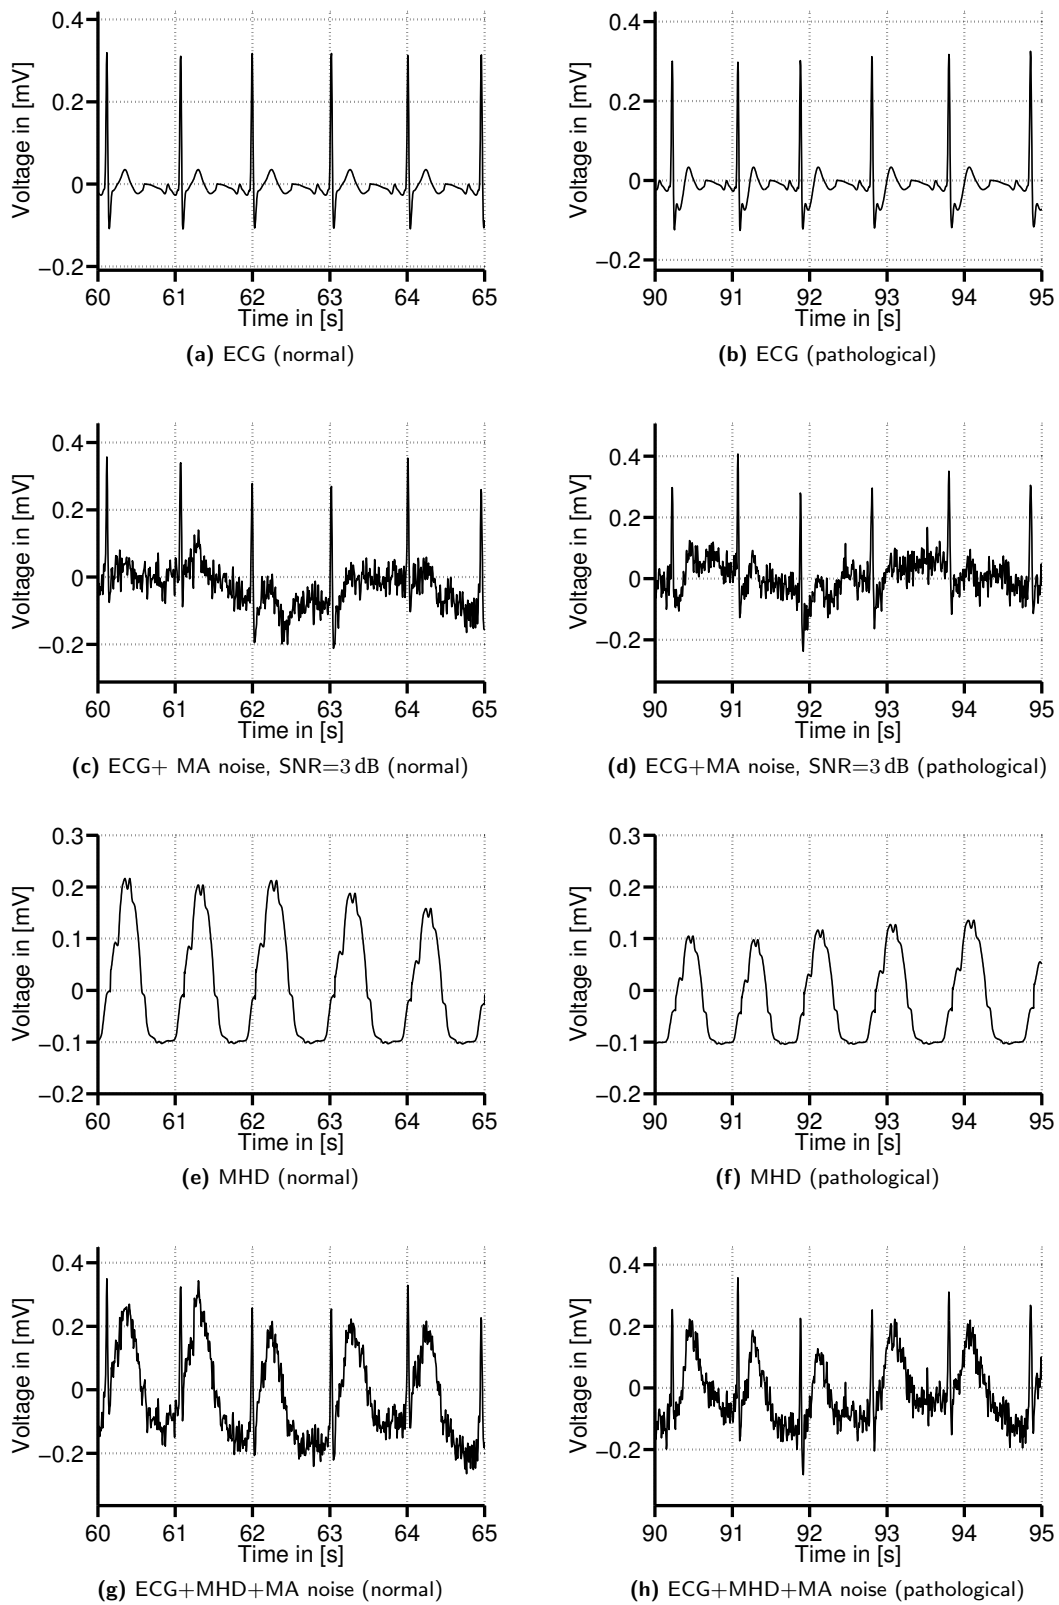 0.4
0.2
0
−0.2
Voltage in [mV]
60 61 62 63 64 65
Time in [s]
(a) ECG (normal)
0.4
0.2
0
−0.2
Voltage in [mV]
90 91 92 93 94 95
Time in [s]
(b) ECG (pathological)
0.4
0.2
0
−0.2
Voltage in [mV]
60 61 62 63 64 65
Time in [s]
(c) ECG+ MA noise, SNR=3 dB (normal)
0.4
0.2
0
−0.2
Voltage in [mV]
90 91 92 93 94 95
Time in [s]
(d) ECG+MA noise, SNR=3 dB (pathological)
0.3
0.2
0.1
0
−0.1
−0.2
Voltage in [mV]
60 61 62 63 64 65
Time in [s]
(e) MHD (normal)
0.3
0.2
0.1
0
−0.1
−0.2
Voltage in [mV]
90 91 92 93 94 95
Time in [s]
(f) MHD (pathological)
0.4
0.2
0
−0.2
Voltage in [mV]
60 61 62 63 64 65
Time in [s]
(g) ECG+MHD+MA noise (normal)
0.4
0.2
0
−0.2
Voltage in [mV]
90 91 92 93 94 95
Time in [s]
(h) ECG+MHD+MA noise (pathological)